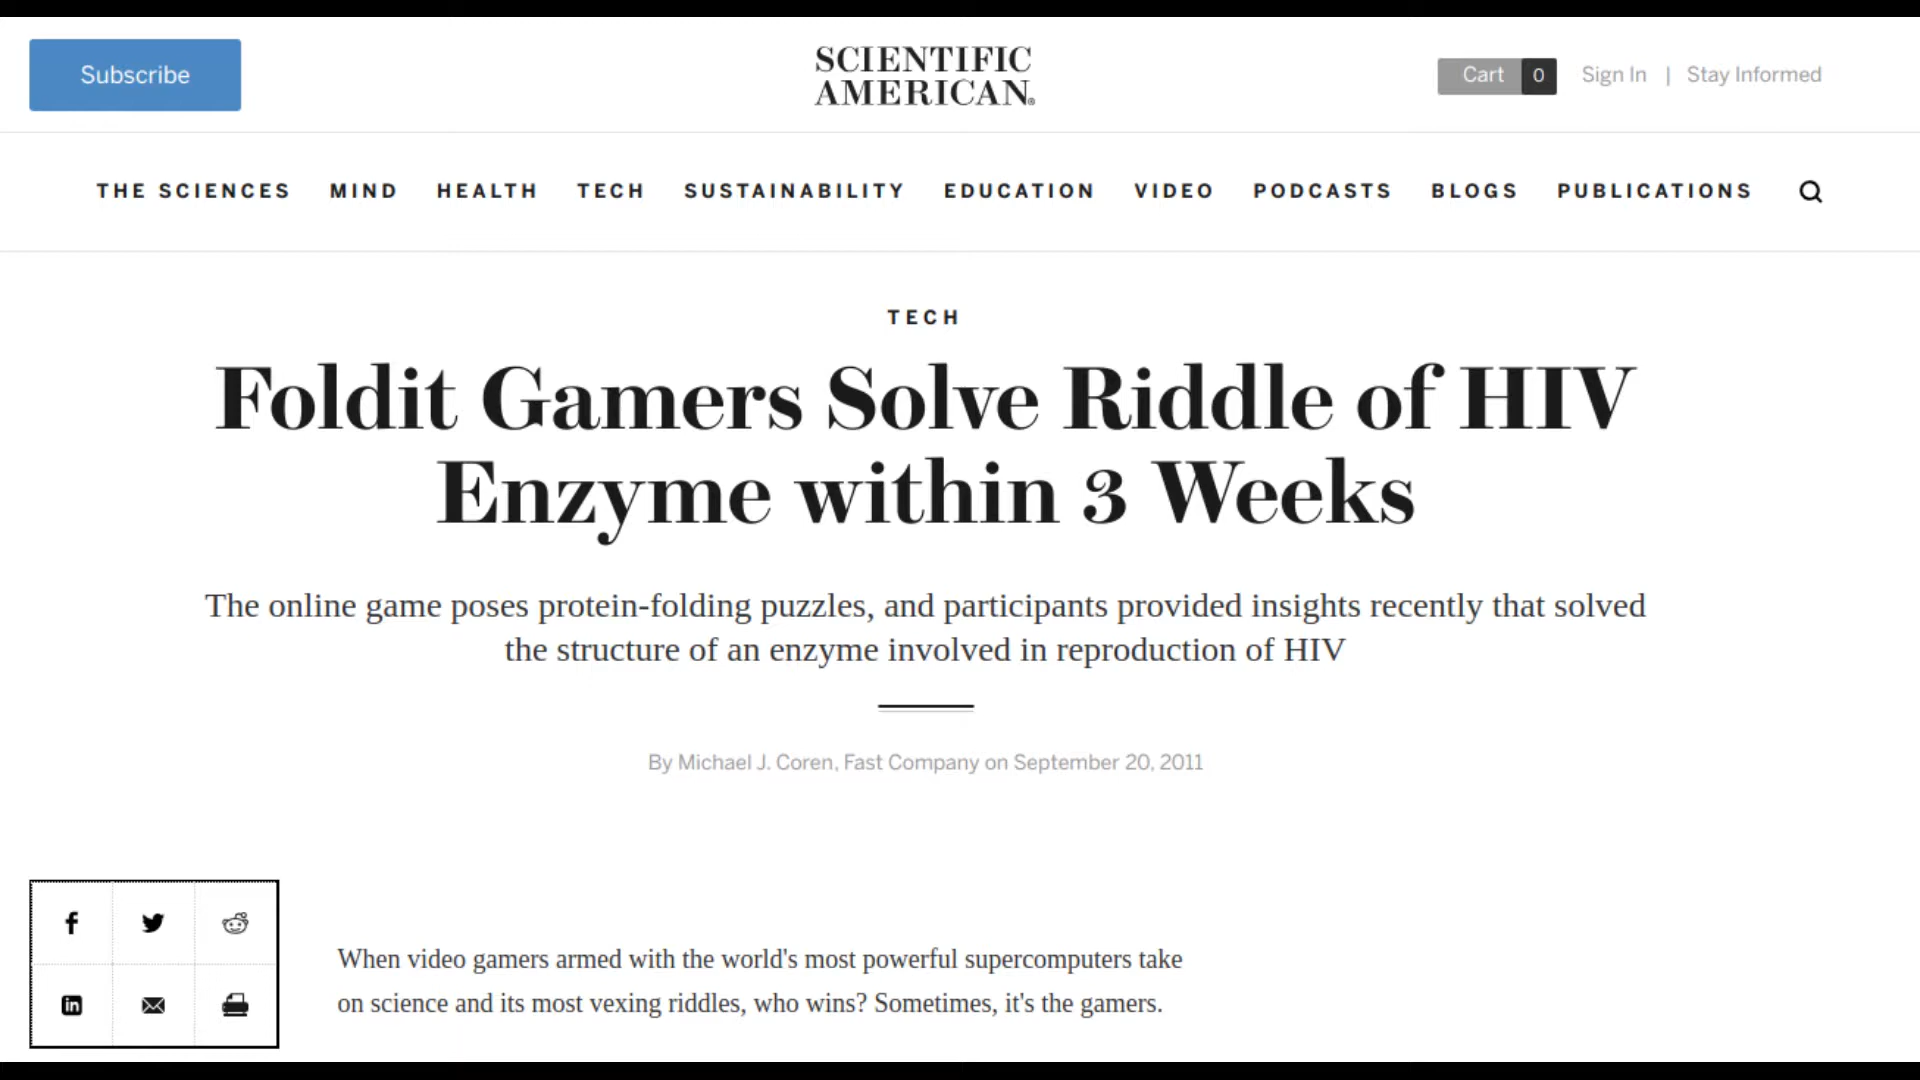 Subscribe
SCIENTIFIC
AMERICAN®
Cart 0 Sign In | Stay Informed
THE SCIENCES MIND HEALTH TECH SUSTAINABILITY EDUCATION VIDEO PODCASTS BLOGS PUBLICATIONS
TECH
Foldit Gamers Solve Riddle of HIV
Enzyme within 3 Weeks
The online game poses protein-folding puzzles, and participants provided insights recently that solved
the structure of an enzyme involved in reproduction of HIV
By Michael J. Coren, Fast Company on September 20, 2011
When video gamers armed with the world's most powerful supercomputers take
on science and its most vexing riddles, who wins? Sometimes, it's the gamers.